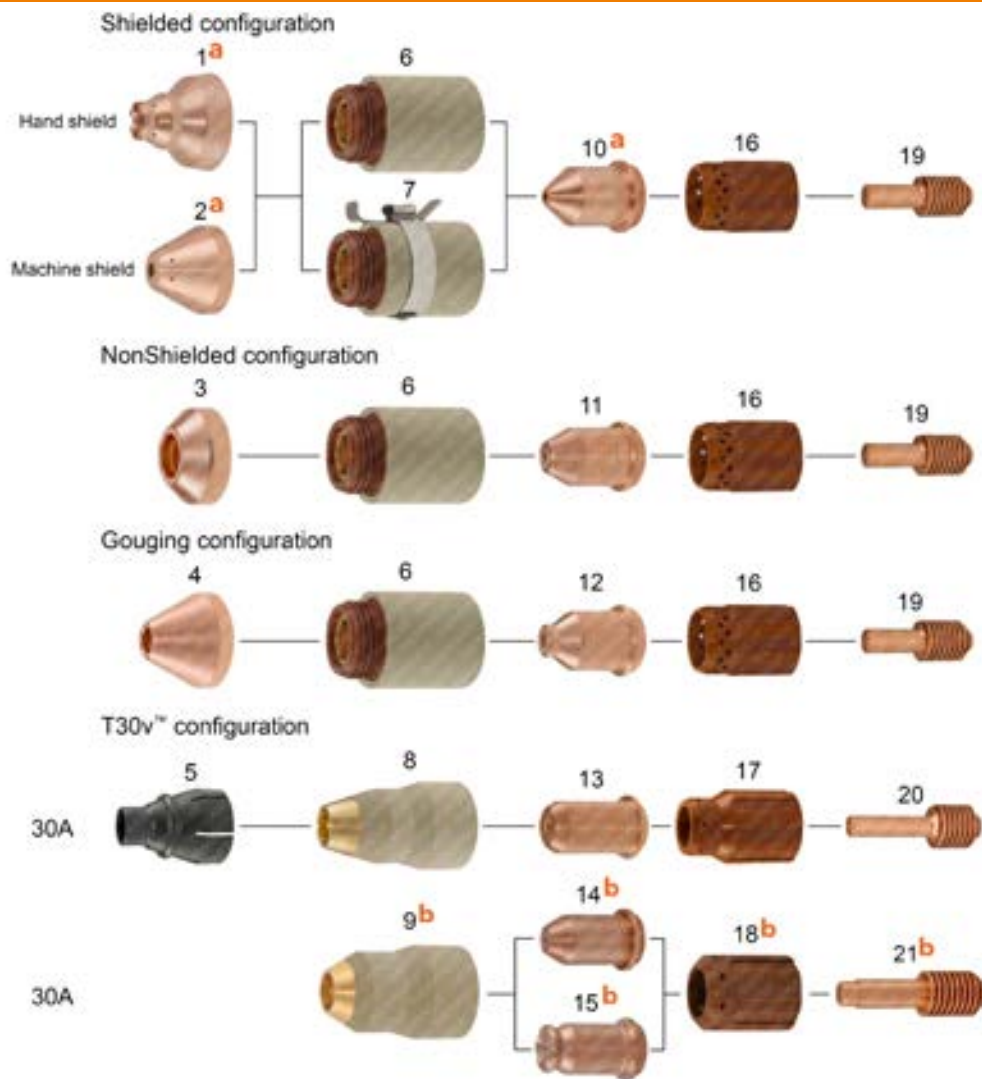 Shielded configuration
1a 6
Hand shield
10a 16 19
7
2a
Machine shield
NonShielded configuration
3 6 11 16 19
Gouging configuration
4 6 12 16 19
T30v™ configuration
5 8 13 17 20
30A
14b
9b 18b 21b
30A 15b